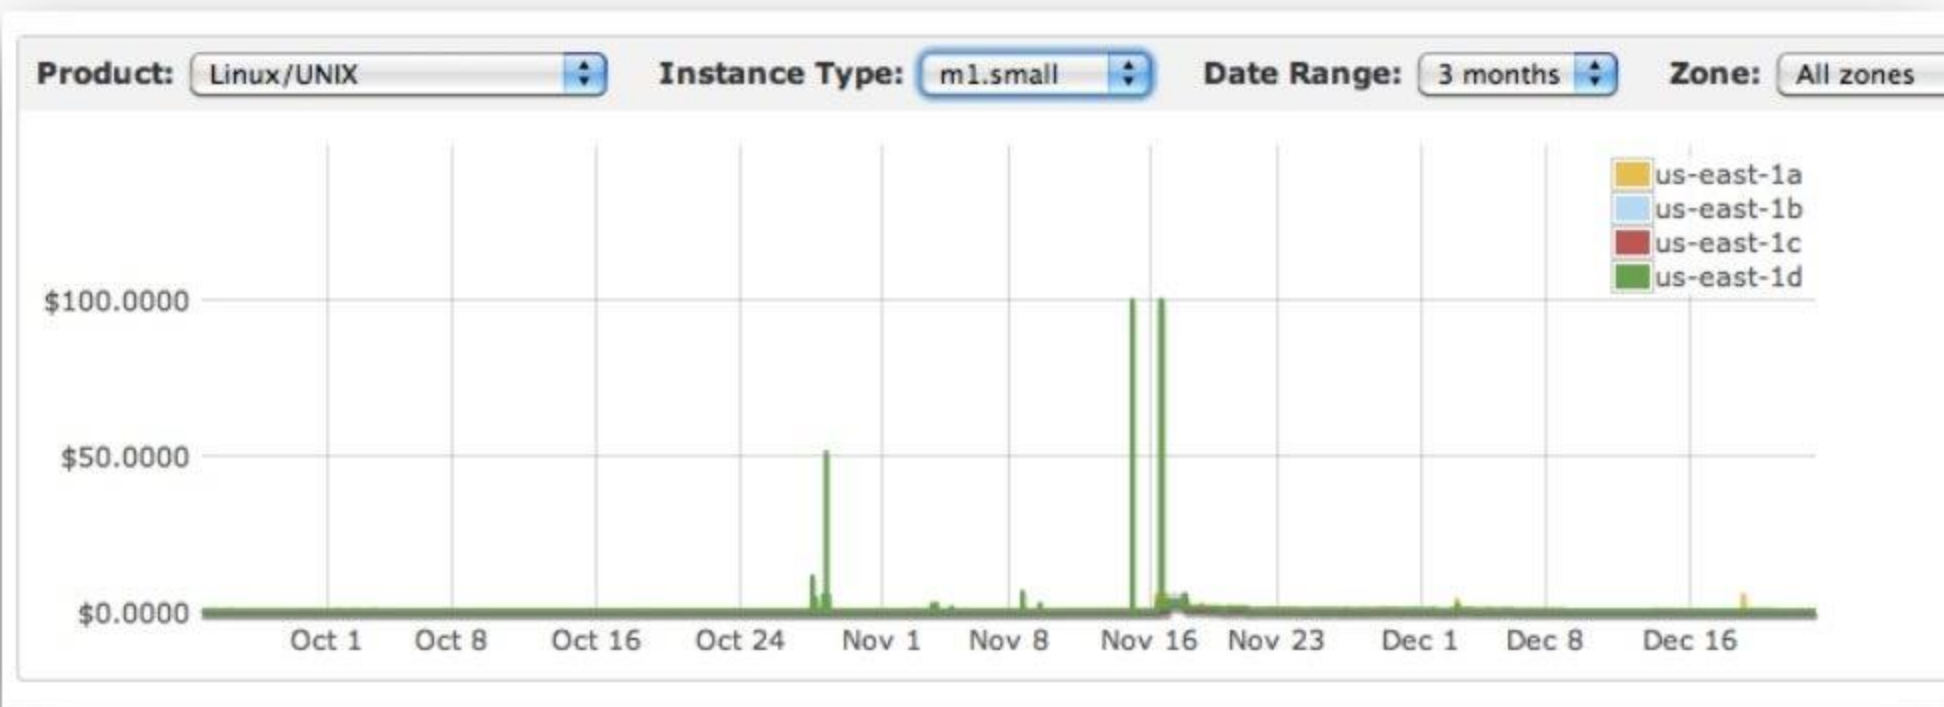 Product: Linux/UNIX Instance Type: m1.small Date Range: 3 months Zone: All zones
us-east-1a
us-east-1b
us-east-1c
us-east-1d
$100.0000
$50.0000
$0.0000
Oct 1 Oct 8 Oct 16 Oct 24 Nov 1 Nov 8 Nov 16 Nov 23 Dec 1 Dec 8 Dec 16